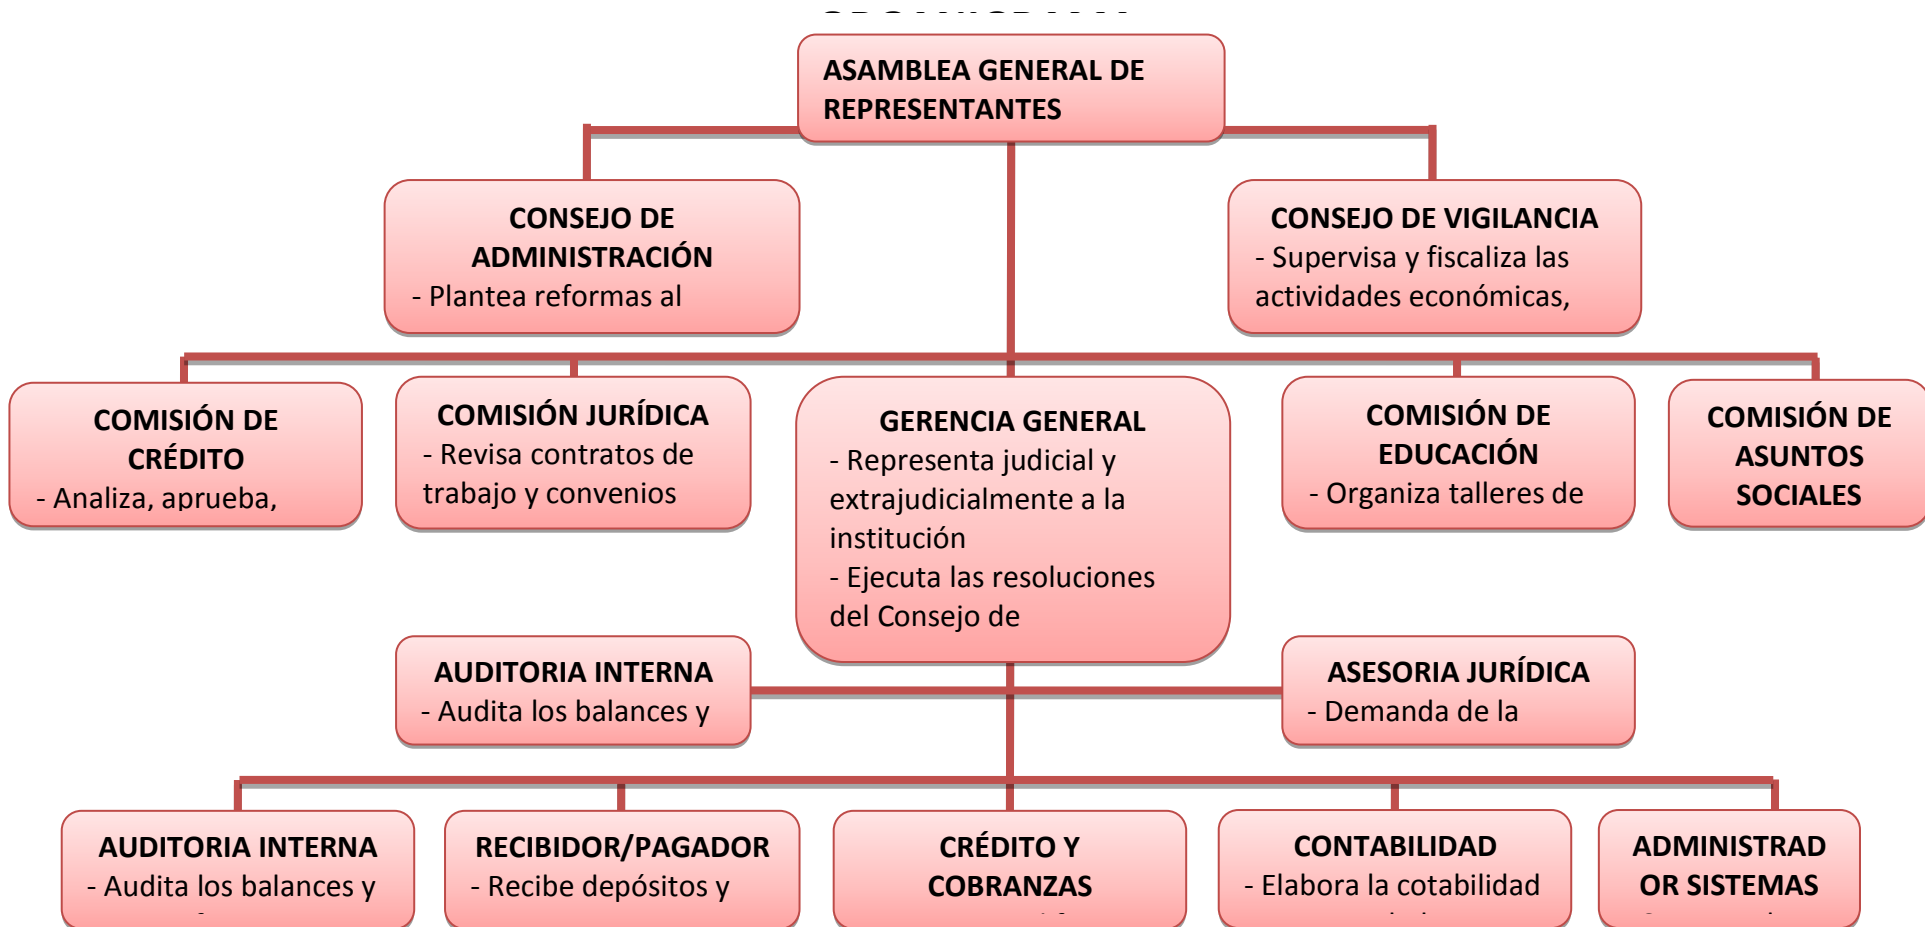 ORGANIGRAMA
ASAMBLEA GENERAL DE
REPRESENTANTES
CONSEJO DE
ADMINISTRACIÓN
- Plantea reformas al
CONSEJO DE VIGILANCIA
- Supervisa y fiscaliza las
actividades económicas,
COMISIÓN DE
CRÉDITO
- Analiza, aprueba,
COMISIÓN JURÍDICA
- Revisa contratos de
trabajo y convenios
GERENCIA GENERAL
- Representa judicial y
extrajudicialmente a la
institución
- Ejecuta las resoluciones
del Consejo de
COMISIÓN DE
EDUCACIÓN
- Organiza talleres de
COMISIÓN DE
ASUNTOS
SOCIALES
AUDITORIA INTERNA
- Audita los balances y
ASESORIA JURÍDICA
- Demanda de la
AUDITORIA INTERNA
- Audita los balances y
RECIBIDOR/PAGADOR
- Recibe depósitos y
CRÉDITO Y
COBRANZAS
CONTABILIDAD
- Elabora la cotabilidad
ADMINISTRAD
OR SISTEMAS